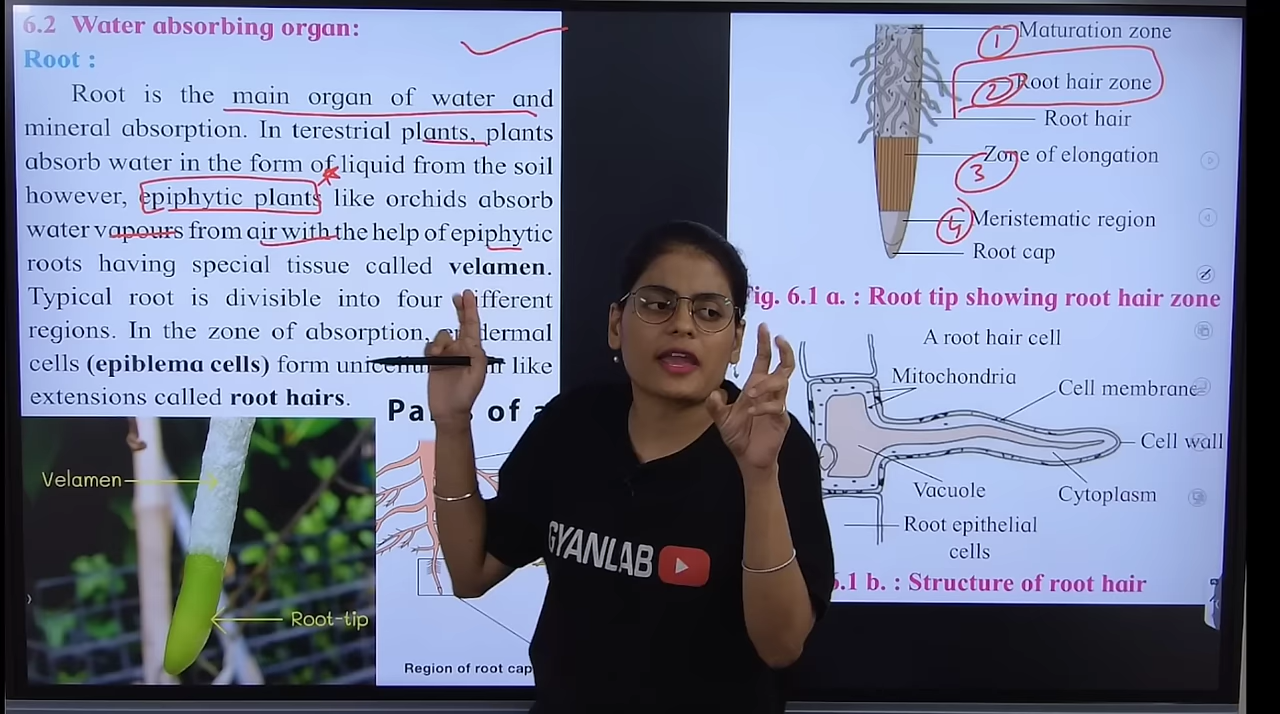 6.2 Water absorbing organ:
Root :
Root is the main organ of water and
mineral absorption. In terestrial plants, plants
absorb water in the form of liquid from the soil
however, epiphytic plants like orchids absorb
water vapours from air with the help of epiphytic
roots having special tissue called velamen.
Typical root is divisible into four different
regions. In the zone of absorption, epidermal
cells (epiblema cells) form like
extensions called root hairs.
Velamen
Root-tip
of a
Region of root cap
1 Maturation zone
2 Root hair zone
Root hair
3 Zone of elongation
4 Meristematic region
Root cap
Fig. 6.1 a. : Root tip showing root hair zone
A root hair cell
Mitochondria
Cell membrane
Cell wall
Vacuole
Cytoplasm
Root epithelial
cells
6.1 b. : Structure of root hair
GYANLAB